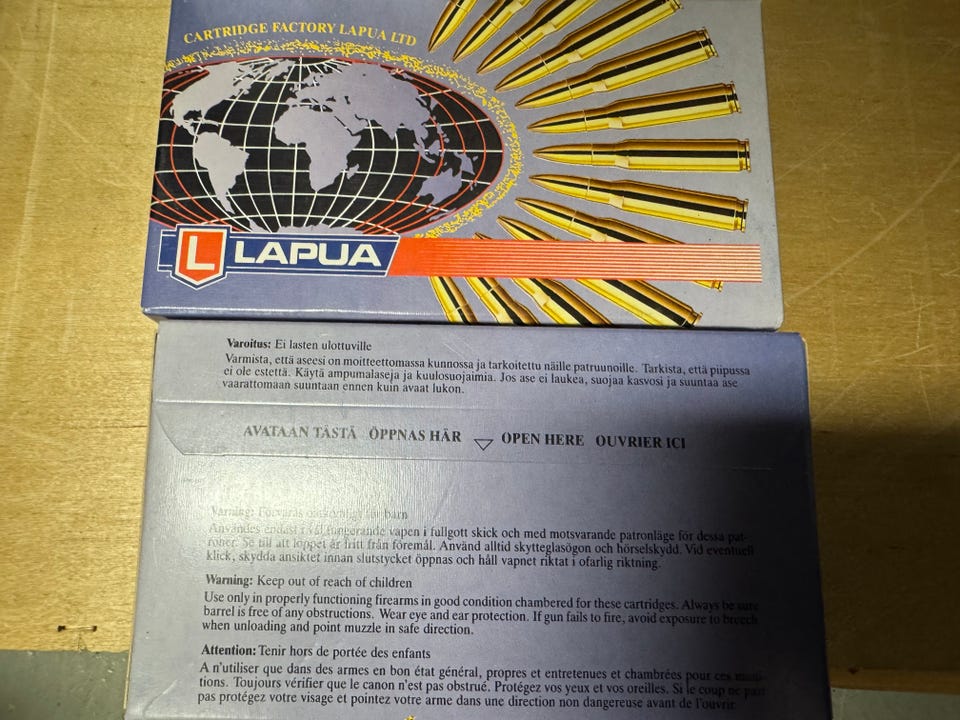 CARTRIDGE FACTORY LAPUA LTD
L LAPUA
Varoitus: Ei lasten ulottuville
Varmista, että aseesi on moitteettomassa kunnossa ja tarkoitettu näille patruunoille. Tarkista, että piipussa
ei ole estettä. Käytä ampumalaseja ja kuulosuojaimia. Jos ase ei laukea, suojaa kasvosi ja suuntaa ase
vaarattomaan suuntaan ennen kuin avaat lukon.
AVATAAN TÄSTÄ ÖPPNAS HÄR OPEN HERE OUVRIER ICI
Varning: Förvaras oåtkomligt för barn
Användes endast i väl fungerande vapen i fullgott skick och med motsvarande patronläge för dessa pat-
roner. Se till att loppet är fritt från föremål. Använd alltid skytteglasögon och hörselskydd. Vid eventuell
klick, skydda ansiktet innan slutstycket öppnas och håll vapnet riktat i ofarlig riktning.
Warning: Keep out of reach of children
Use only in properly functioning firearms in good condition chambered for these cartridges. Always be sure
barrel is free of any obstructions. Wear eye and ear protection. If gun fails to fire, avoid exposure to breech
when unloading and point muzzle in safe direction.
Attention: Tenir hors de portée des enfants
A n'utiliser que dans des armes en bon état général, propres et entretenues et chambrées pour ces muni-
tions. Toujours vérifier que le canon n'est pas obstrué. Protégez vos yeux et vos oreilles. Si le coup ne part
pas protégez votre visage et pointez votre arme dans une direction non dangereuse avant de l'ouvrir.